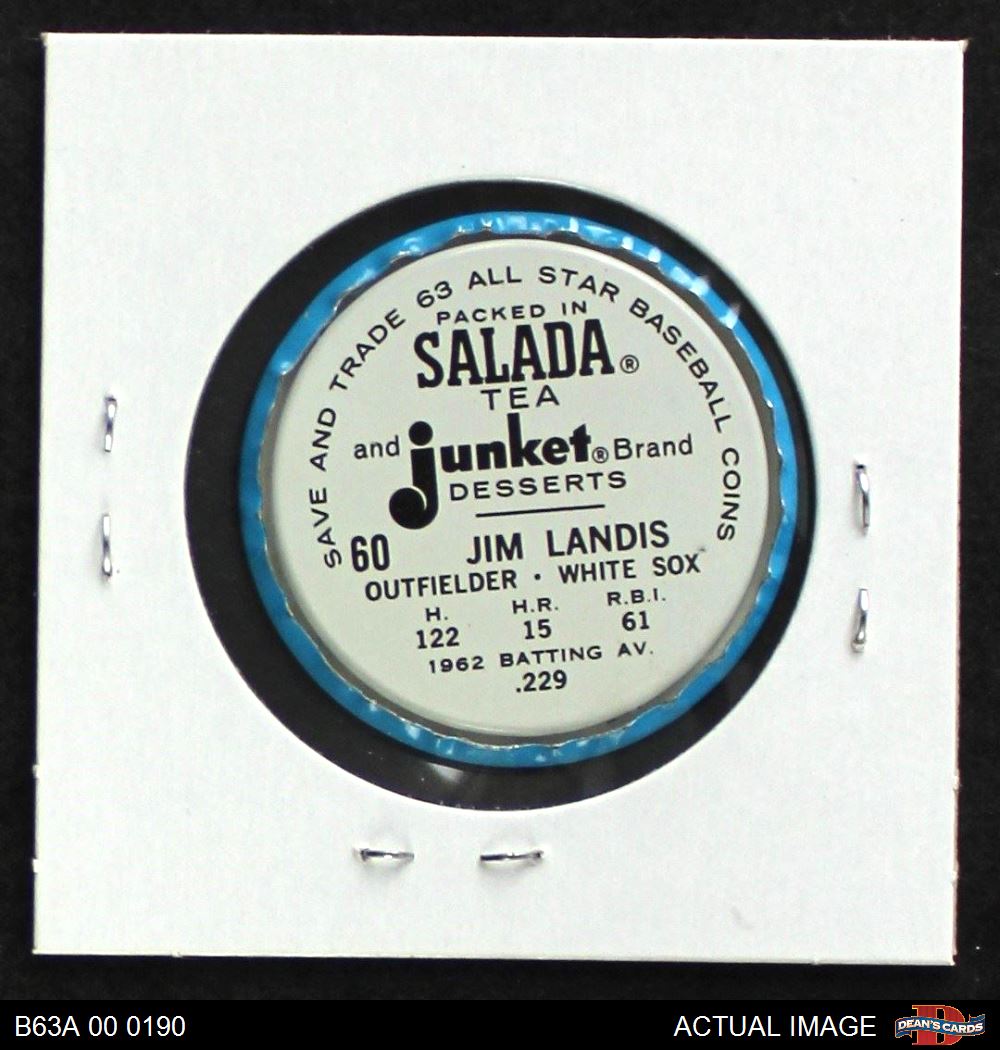 SAVE AND TRADE 63 ALL STAR BASEBALL COINS
PACKED IN
SALADA®
TEA
and junket® Brand
DESSERTS
60 JIM LANDIS
OUTFIELDER · WHITE SOX
H. H.R. R.B.I.
122 15 61
1962 BATTING AV.
.229
B63A 00 0190 ACTUAL IMAGE
D
DEAN'S CARDS